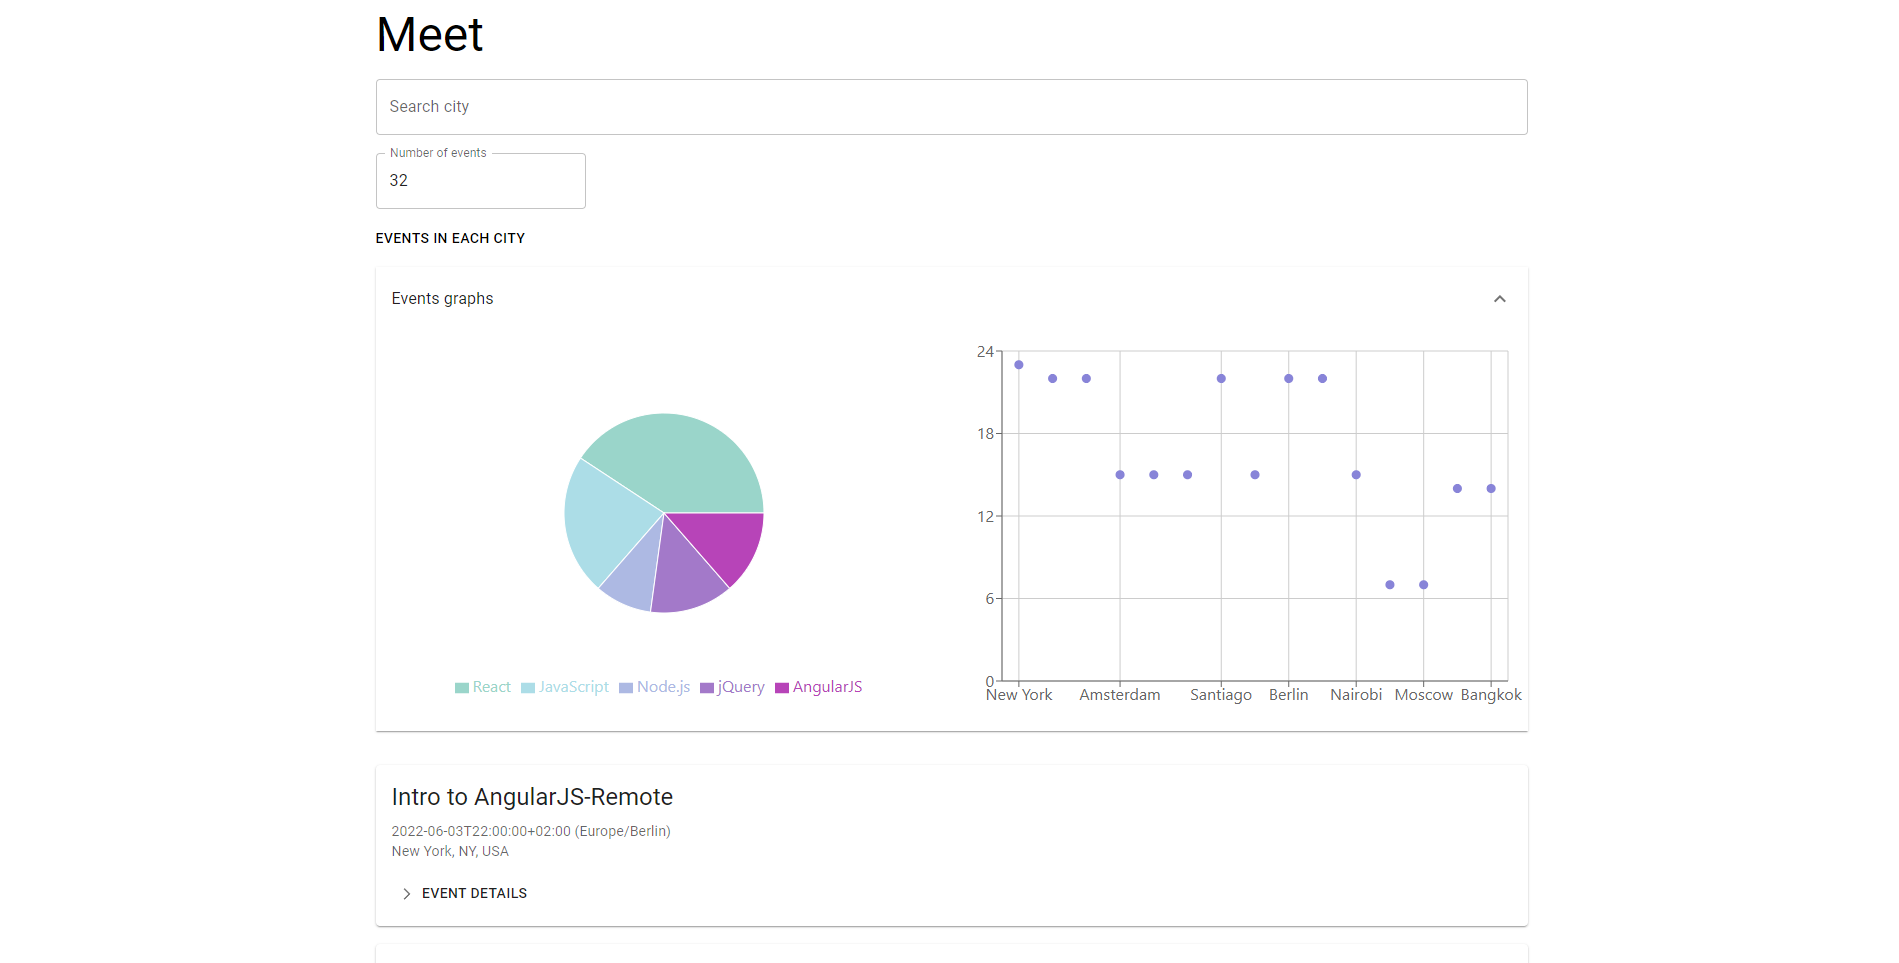 Meet
Search city
Number of events
32
EVENTS IN EACH CITY
Events graphs
React JavaScript Node.js jQuery AngularJS
24
18
12
6
0
New York Amsterdam Santiago Berlin Nairobi Moscow Bangkok
Intro to AngularJS-Remote
2022-06-03T22:00:00+02:00 (Europe/Berlin)
New York, NY, USA
EVENT DETAILS